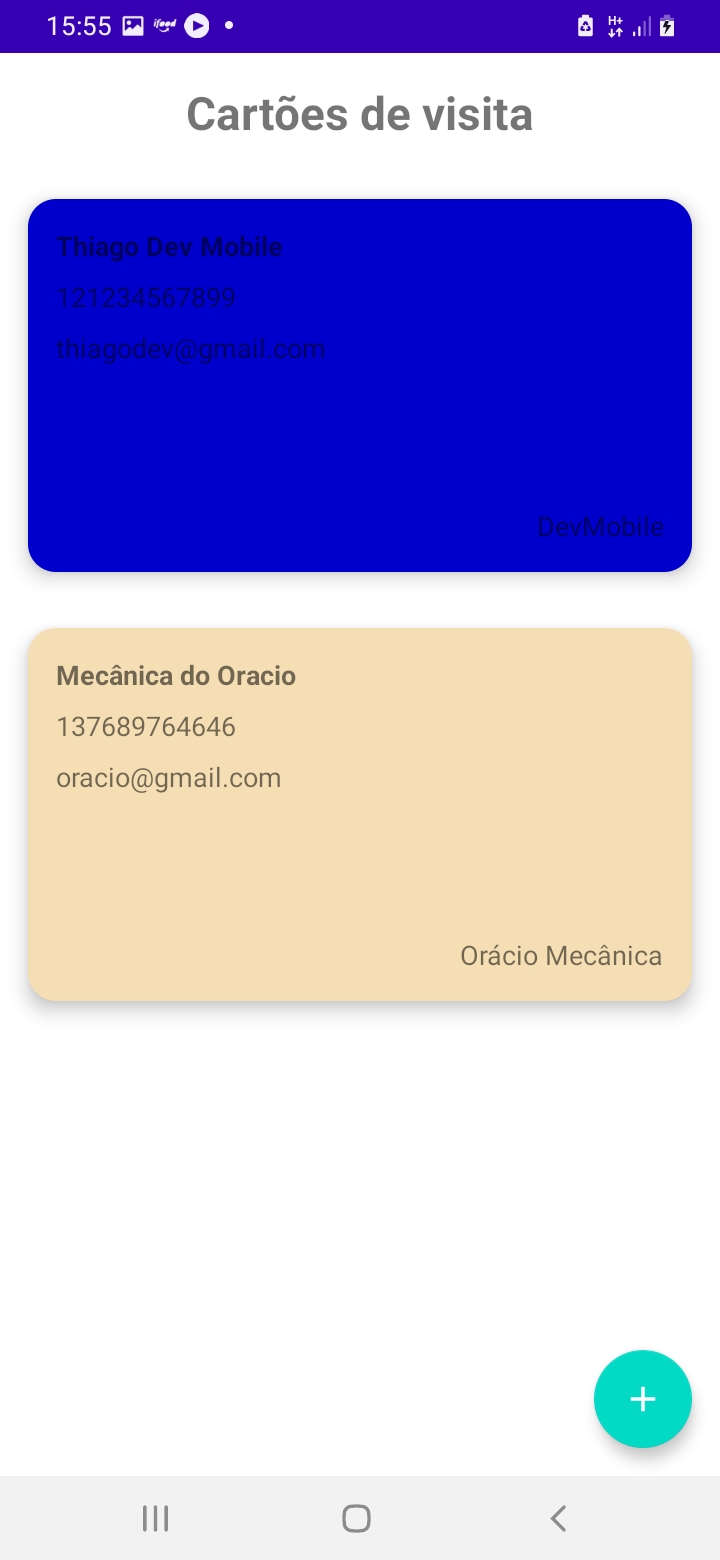 15:55
ifood
H+
Cartões de visita
Thiago Dev Mobile
121234567899
thiagodev@gmail.com
DevMobile
Mecânica do Oracio
137689764646
oracio@gmail.com
Orácio Mecânica